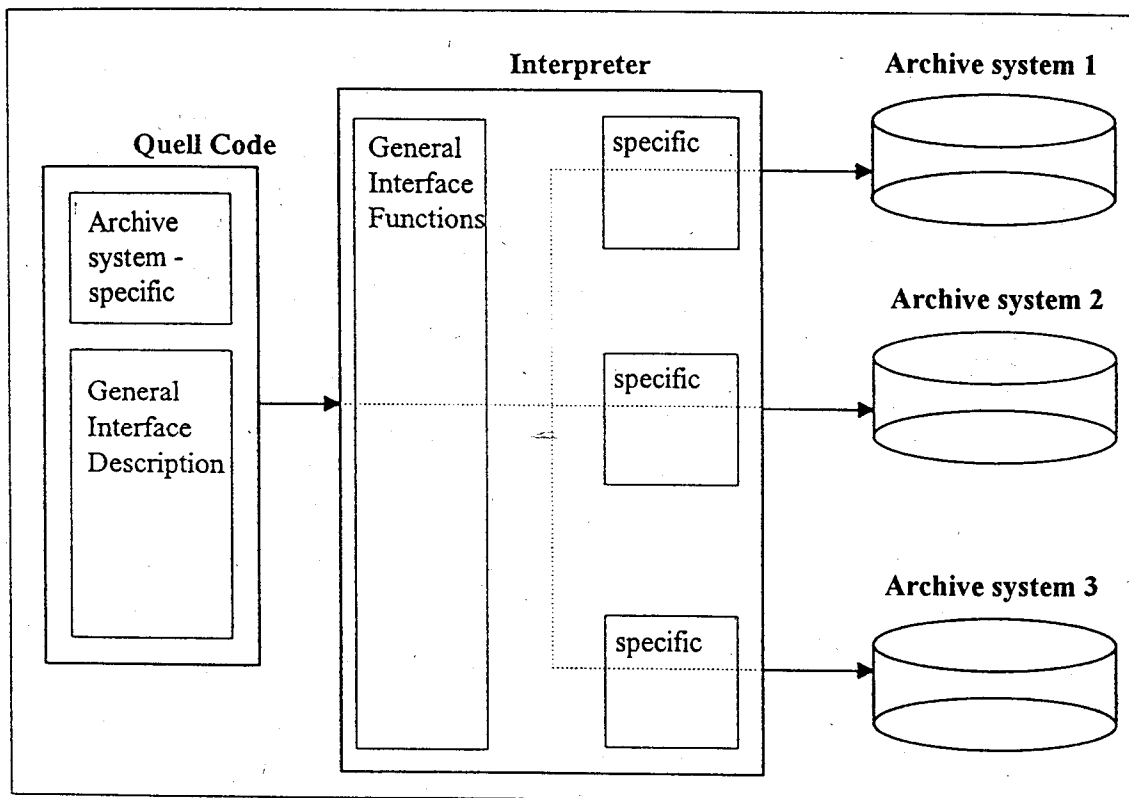 Quell Code
Archive
system -
specific
General
Interface
Description
Interpreter
General
Interface
Functions
specific
specific
specific
Archive system 1
Archive system 2
Archive system 3